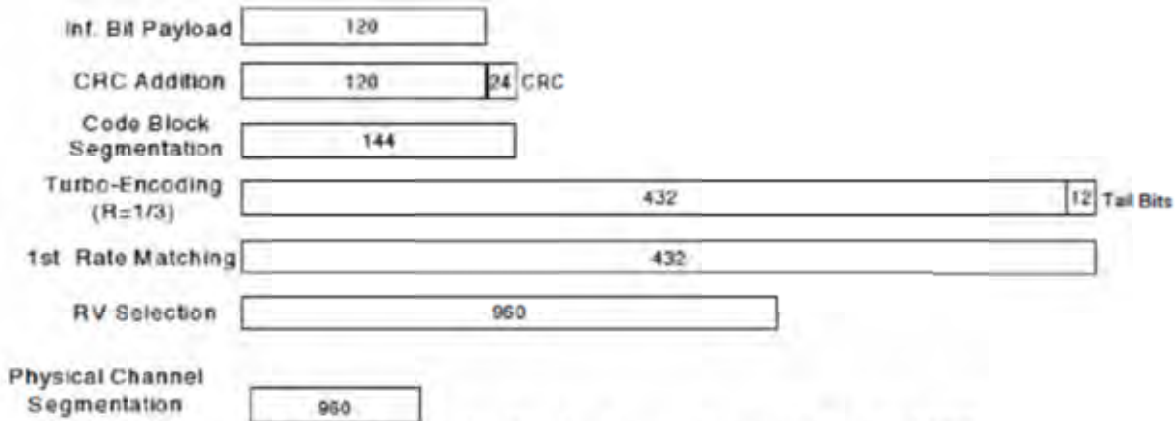 Inf. Bit Payload 120
CRC Addition 120 24 CRC
Code Block
Segmentation 144
Turbo-Encoding
(R=1/3) 432 12 Tail Bits
1st Rate Matching 432
RV Selection 960
Physical Channel
Segmentation 960